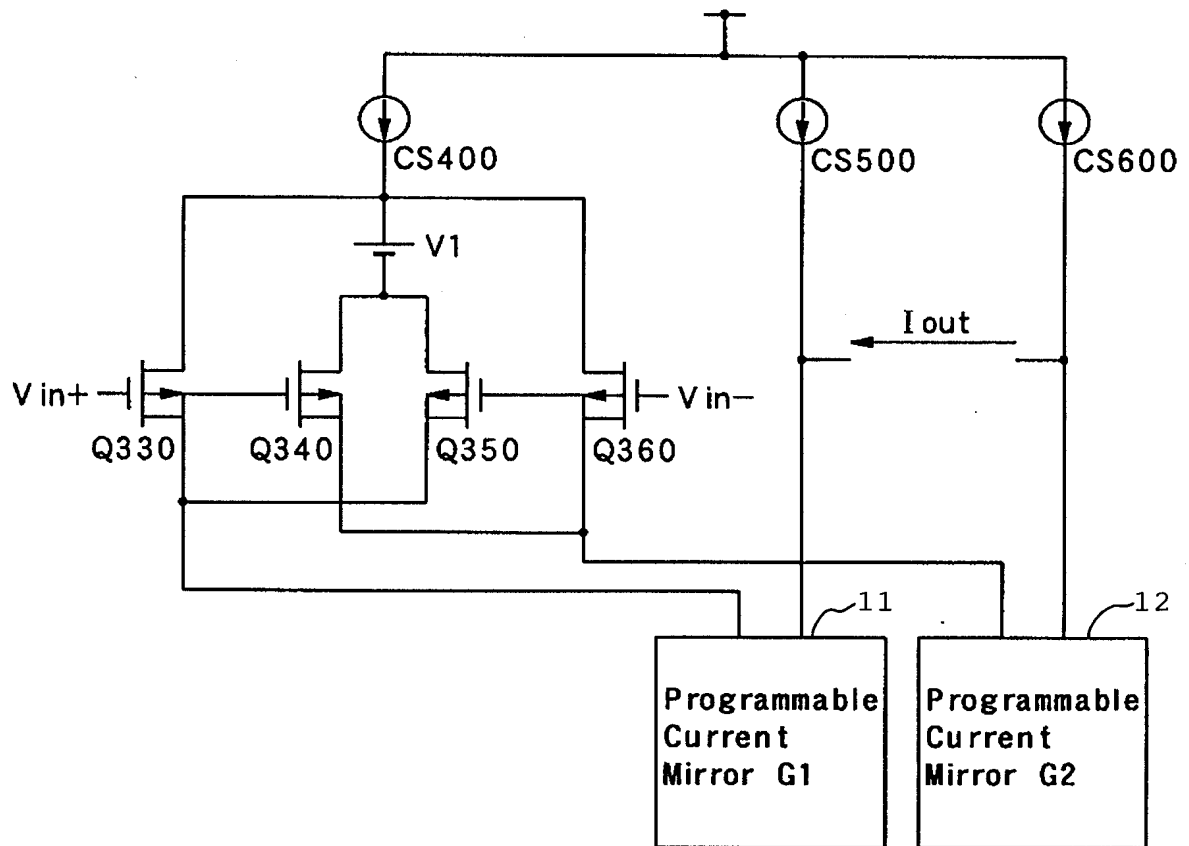 CS400
CS500
CS600
V1
Iout
Vin+
Vin−
Q330
Q340
Q350
Q360
11
12
Programmable
Current
Mirror G1
Programmable
Current
Mirror G2